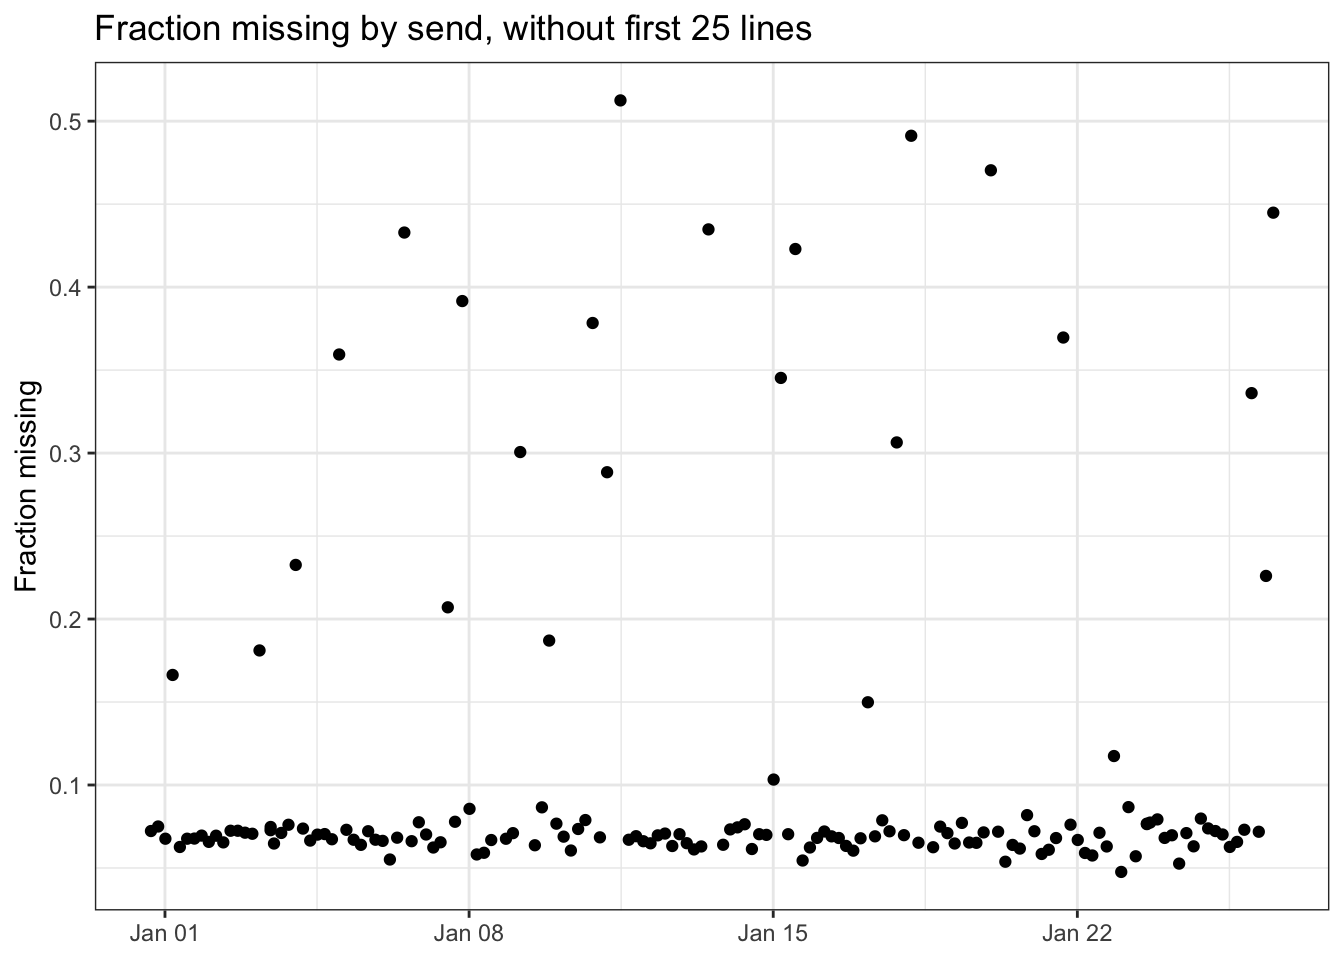 Fraction missing by send, without first 25 lines
Fraction missing
0.5
0.4
0.3
0.2
0.1
Jan 01
Jan 08
Jan 15
Jan 22